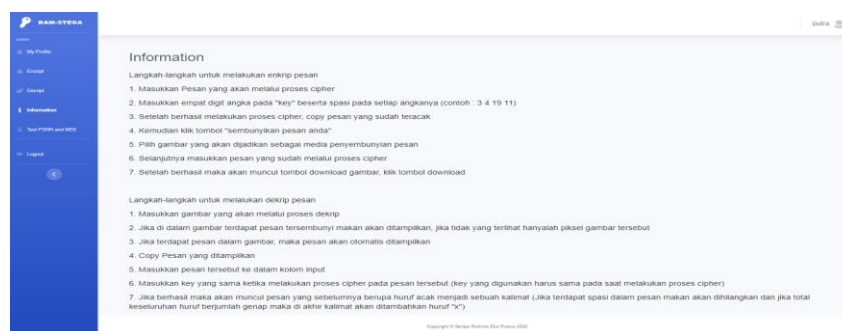 RAM-STEGA
putra
My Profile
Enkript
Dekript
Information
Test PSNR and MSE
Logout
Information
Langkah-langkah untuk melakukan enkrip pesan
1. Masukkan Pesan yang akan melalui proses cipher
2. Masukkan empat digit angka pada "key" beserta spasi pada setiap angkanya (contoh : 3 4 19 11)
3. Setelah berhasil melakukan proses cipher, copy pesan yang sudah teracak
4. Kemudian klik tombol "sembunyikan pesan anda"
5. Pilih gambar yang akan dijadikan sebagai media penyembunyian pesan
6. Selanjutnya masukkan pesan yang sudah melalui proses cipher
7. Setelah berhasil maka akan muncul tombol download gambar, klik tombol download
Langkah-langkah untuk melalukan dekrip pesan
1. Masukkan gambar yang akan melalui proses dekrip
2. Jika di dalam gambar terdapat pesan tersembunyi makan akan ditampilkan, jika tidak yang terlihat hanyalah piksel gambar tersebut
3. Jika terdapat pesan dalam gambar, maka pesan akan otomatis ditampilkan
4. Copy Pesan yang ditampilkan
5. Masukkan pesan tersebut ke dalam kolom input
6. Masukkan key yang sama ketika melakukan proses cipher pada pesan tersebut (key yang digunakan harus sama pada saat melakukan proses cipher)
7. Jika berhasil maka akan muncul pesan yang sebelumnya berupa huruf acak menjadi sebuah kalimat (Jika terdapat spasi dalam pesan makan akan dihilangkan dan jika total
keseluruhan huruf berjumlah genap maka di akhir kalimat akan ditambahkan huruf "x")
Copyright ©